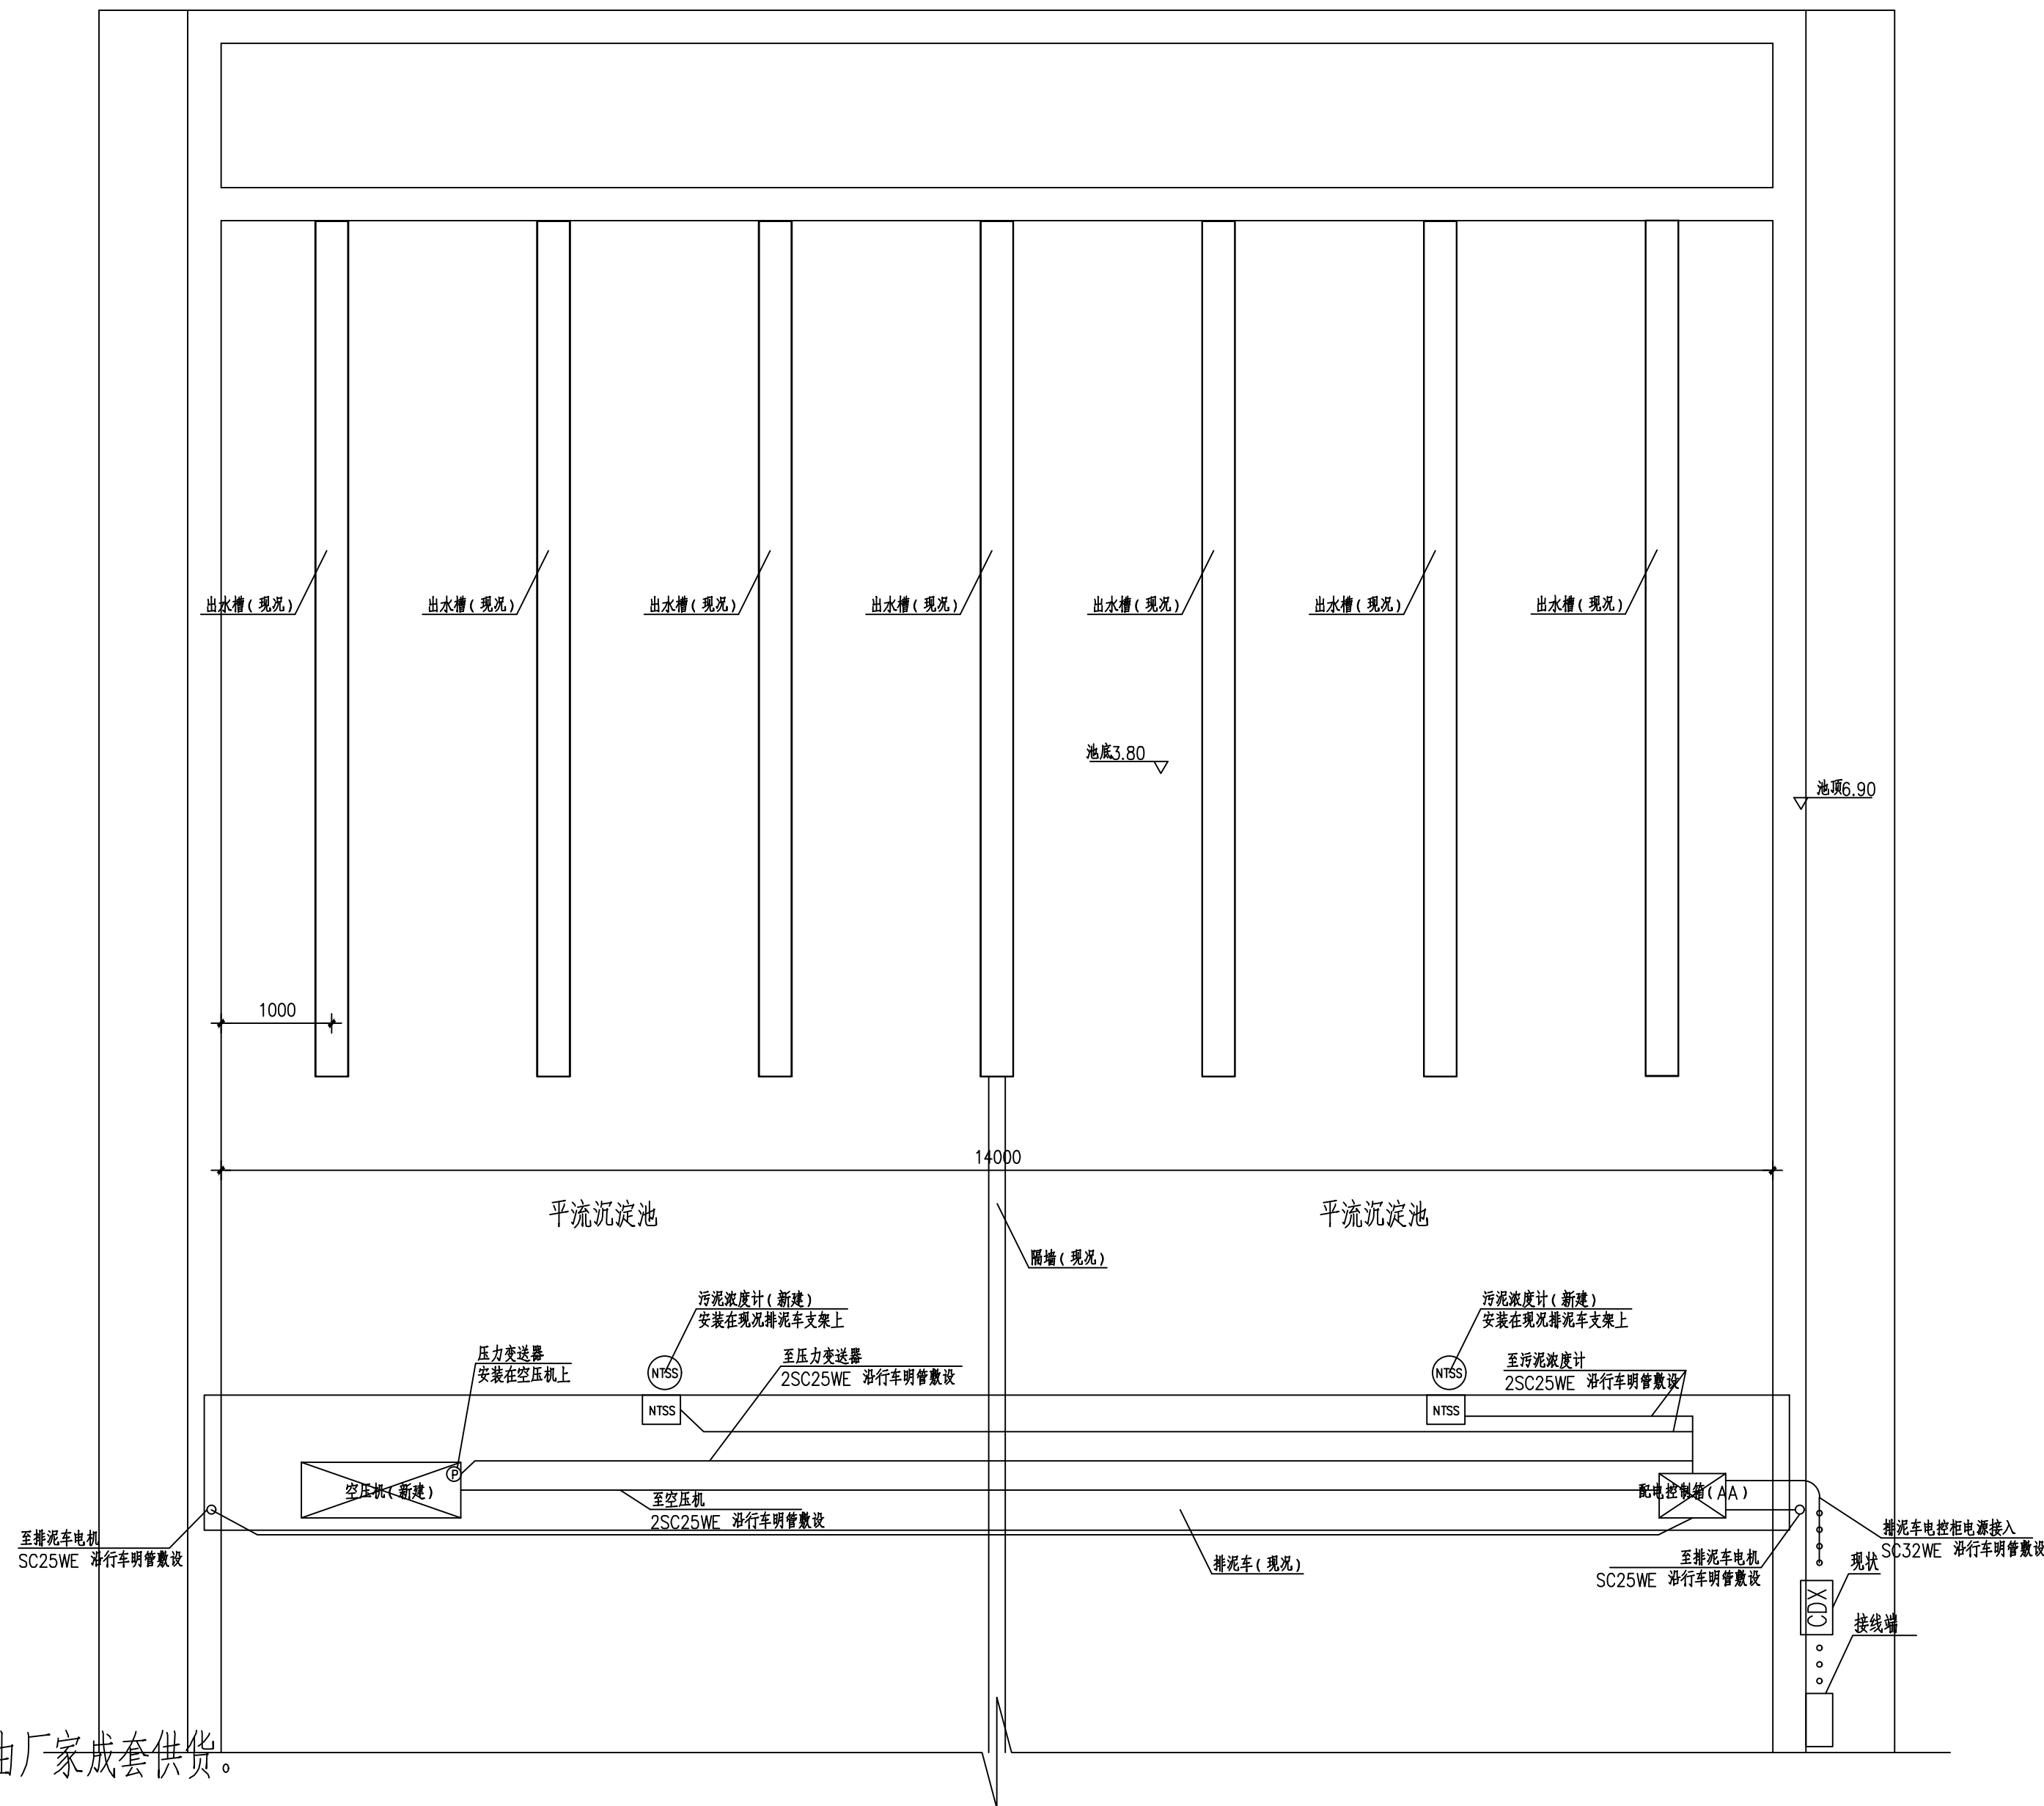 出水槽(现况)
出水槽(现况)
出水槽(现况)
出水槽(现况)
出水槽(现况)
出水槽(现况)
出水槽(现况)
池底3.80
池顶6.90
1000
14000
平流沉淀池
平流沉淀池
隔墙(现况)
污泥浓度计(新建)
安装在现况排泥车支架上
污泥浓度计(新建)
安装在现况排泥车支架上
压力变送器
安装在空压机上
NTSS
至压力变送器
2SC25WE 沿行车明管敷设
NTSS
至污泥浓度计
2SC25WE 沿行车明管敷设
NTSS
NTSS
P
空压机(新建)
至空压机
2SC25WE 沿行车明管敷设
配电控制箱(AA)
至排泥车电机
SC25WE 沿行车明管敷设
排泥车(现况)
至排泥车电机
SC25WE 沿行车明管敷设
排泥车电控柜电源接入
SC32WE 沿行车明管敷设
现状
CDX
接线端
由厂家成套供货。